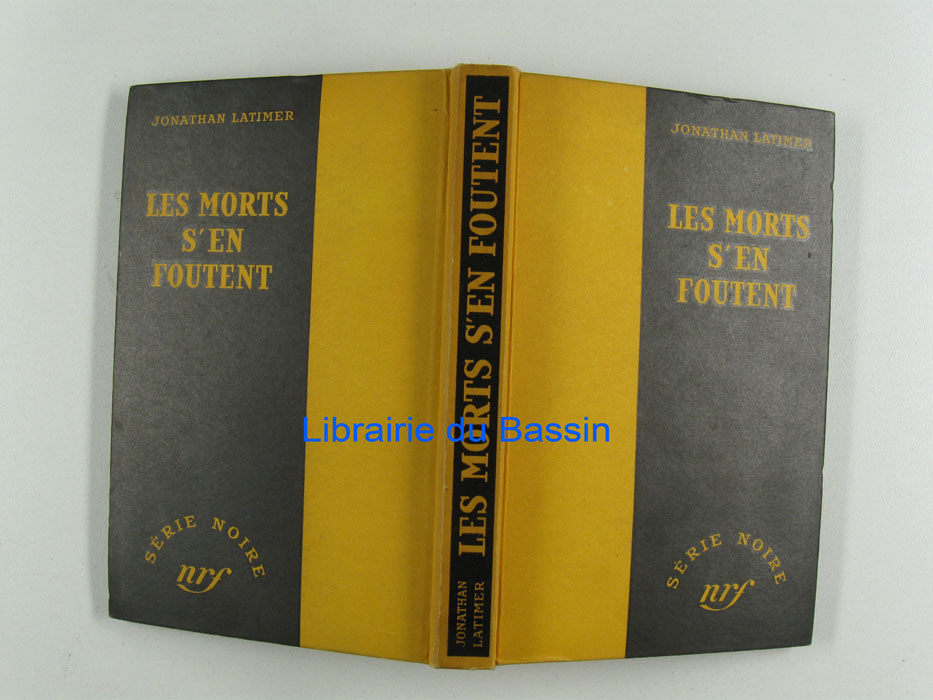 JONATHAN LATIMER
LES MORTS
S'EN
FOUTENT
SÉRIE NOIRE
nrf
LES MORTS S'EN FOUTENT
JONATHAN
LATIMER
JONATHAN LATIMER
LES MORTS
S'EN
FOUTENT
SÉRIE NOIRE
nrf
Librairie du Bassin